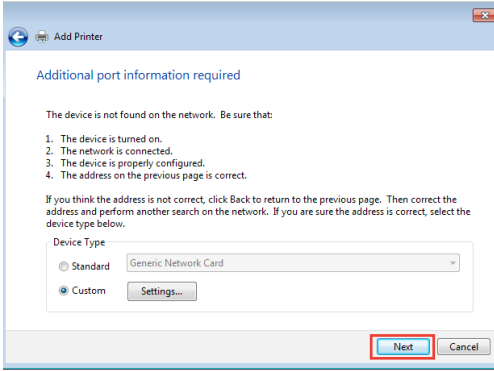 Add Printer
Additional port information required
The device is not found on the network. Be sure that:
1. The device is turned on.
2. The network is connected.
3. The device is properly configured.
4. The address on the previous page is correct.
If you think the address is not correct, click Back to return to the previous page. Then correct the
address and perform another search on the network. If you are sure the address is correct, select the
device type below.
Device Type
Standard Generic Network Card
Custom Settings...
Next Cancel